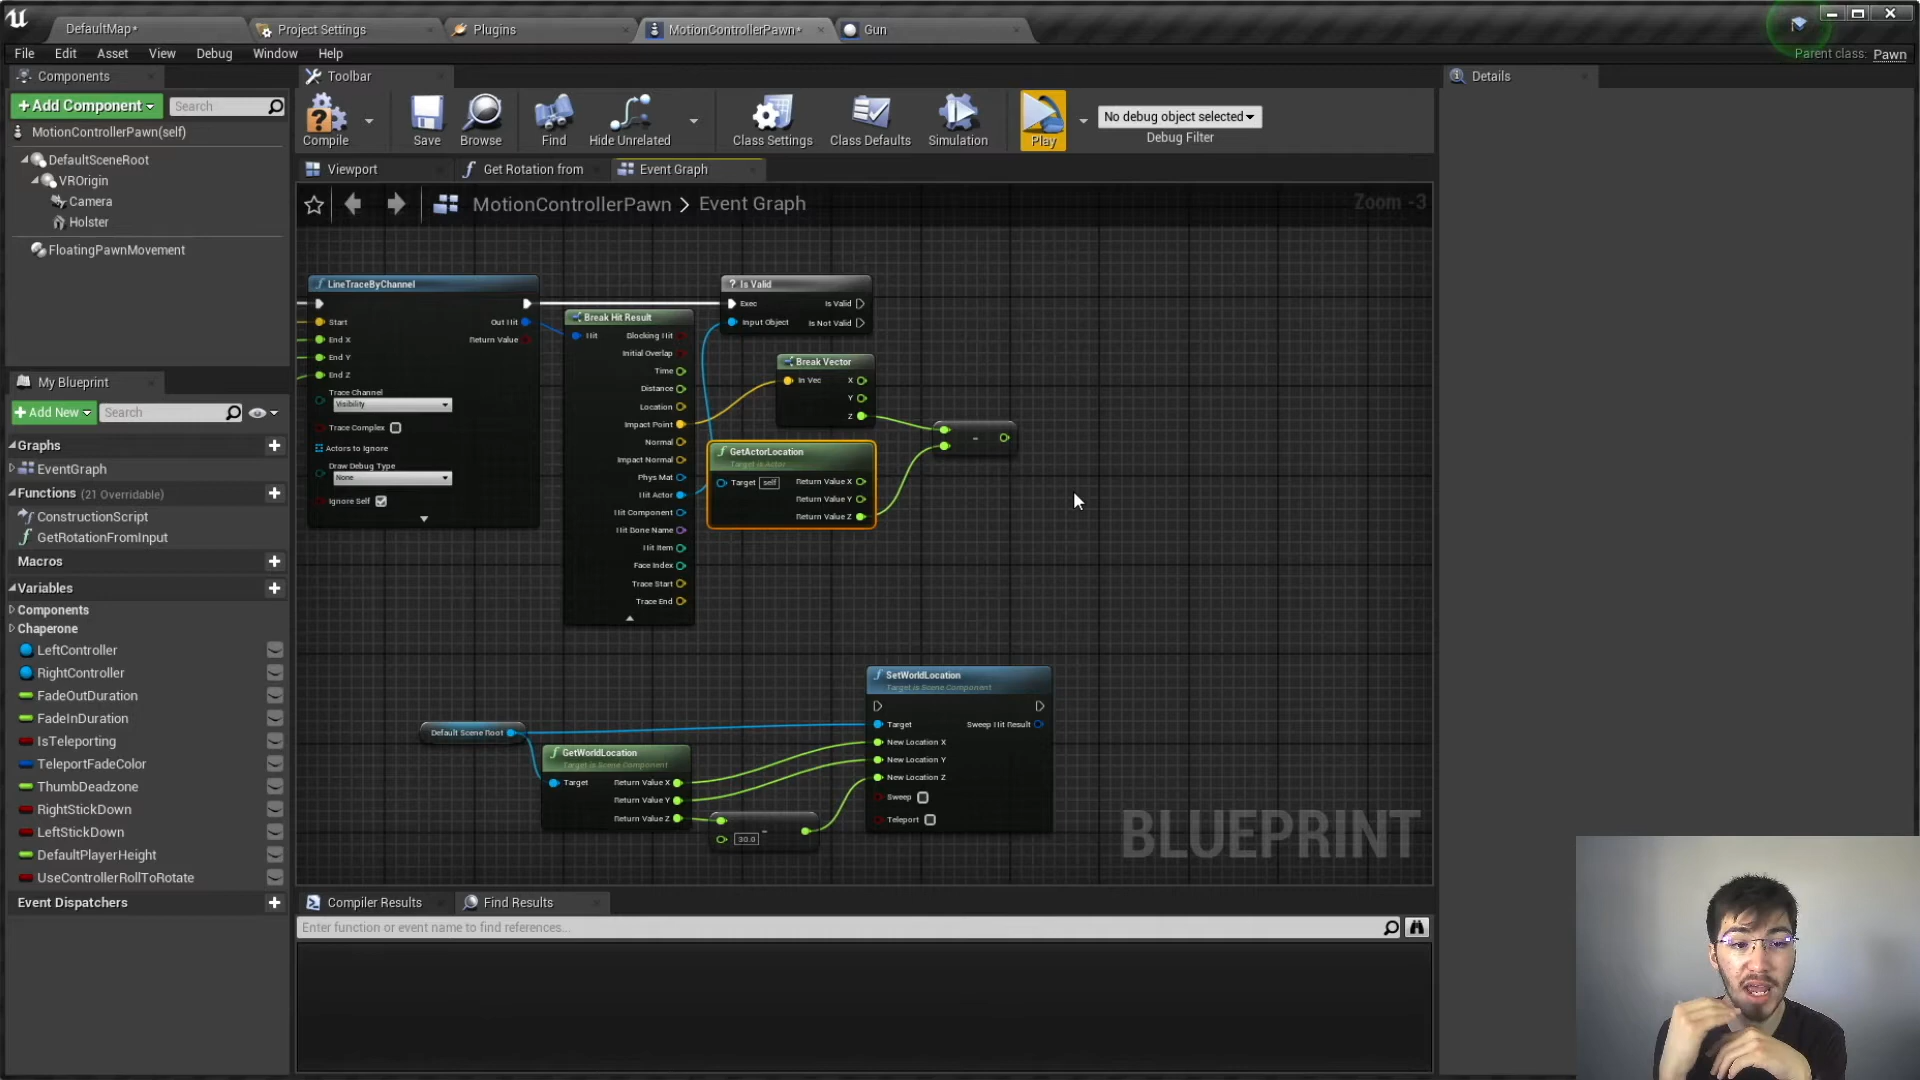 DefaultMap*
Project Settings
Plugins
MotionControllerPawn*
Gun
File Edit Asset View Debug Window Help
Parent class: Pawn
Components
Toolbar
Details
+Add Component
Search
MotionControllerPawn(self)
DefaultSceneRoot
VROrigin
Camera
Holster
FloatingPawnMovement
Compile
Save
Browse
Find
Hide Unrelated
Class Settings
Class Defaults
Simulation
Play
No debug object selected
Debug Filter
Viewport
Get Rotation from
Event Graph
MotionControllerPawn > Event Graph
Zoom -3
My Blueprint
+Add New
Search
Graphs
EventGraph
Functions (21 Overridable)
ConstructionScript
GetRotationFromInput
Macros
Variables
Components
Chaperone
LeftController
RightController
FadeOutDuration
FadeInDuration
IsTeleporting
TeleportFadeColor
ThumbDeadzone
RightStickDown
LeftStickDown
DefaultPlayerHeight
UseControllerRollToRotate
Event Dispatchers
LineTraceByChannel
Start
Out Hit
End X
Return Value
End Y
End Z
Trace Channel
Visibility
Trace Complex
Actors to Ignore
Draw Debug Type
None
Ignore Self
Break Hit Result
Hit
Blocking Hit
Initial Overlap
Time
Distance
Location
Impact Point
Normal
Impact Normal
Phys Mat
Hit Actor
Hit Component
Hit Bone Name
Hit Item
Face Index
Trace Start
Trace End
? Is Valid
Exec
Is Valid
Input Object
Is Not Valid
Break Vector
In Vec
X
Y
Z
GetActorLocation
Target is Actor
Target self
Return Value X
Return Value Y
Return Value Z
-
Default Scene Root
GetWorldLocation
Target is Scene Component
Target
Return Value X
Return Value Y
Return Value Z
30.0
-
SetWorldLocation
Target is Scene Component
Target
Sweep Hit Result
New Location X
New Location Y
New Location Z
Sweep
Teleport
BLUEPRINT
Compiler Results
Find Results
Enter function or event name to find references...